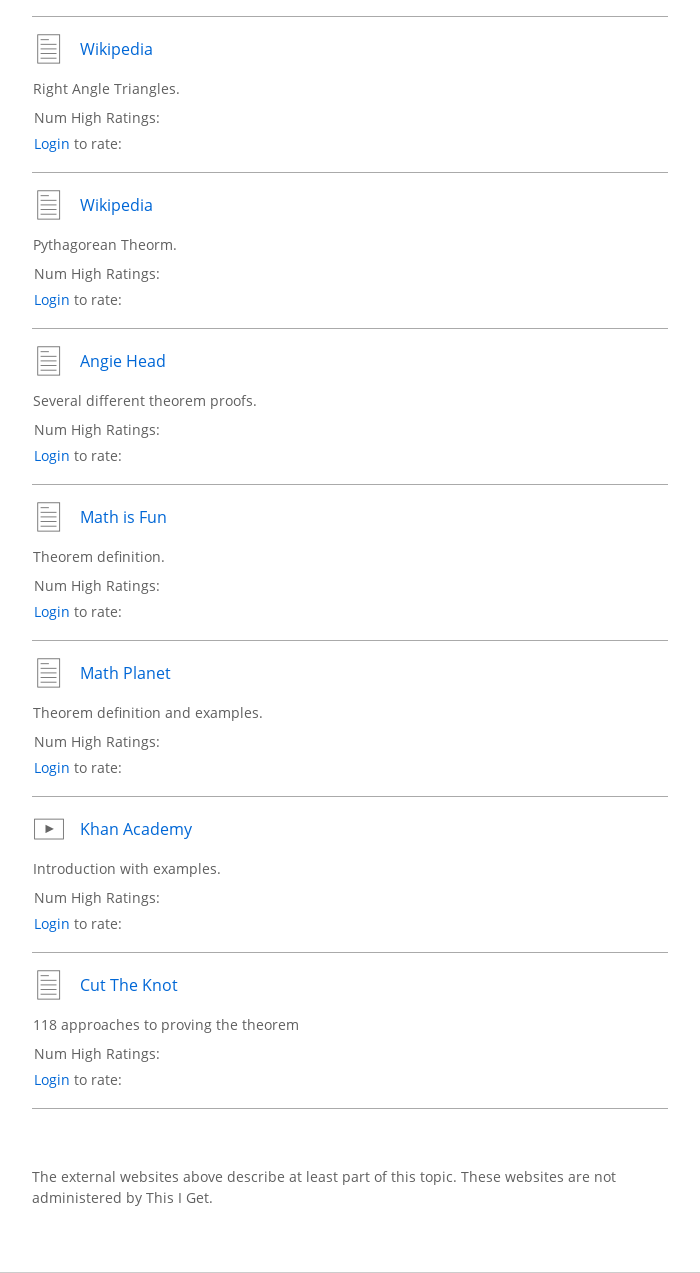 Wikipedia
Right Angle Triangles.
Num High Ratings:
Login to rate:
Wikipedia
Pythagorean Theorm.
Num High Ratings:
Login to rate:
Angie Head
Several different theorem proofs.
Num High Ratings:
Login to rate:
Math is Fun
Theorem definition.
Num High Ratings:
Login to rate:
Math Planet
Theorem definition and examples.
Num High Ratings:
Login to rate:
Khan Academy
Introduction with examples.
Num High Ratings:
Login to rate:
Cut The Knot
118 approaches to proving the theorem
Num High Ratings:
Login to rate:
The external websites above describe at least part of this topic. These websites are not
administered by This I Get.